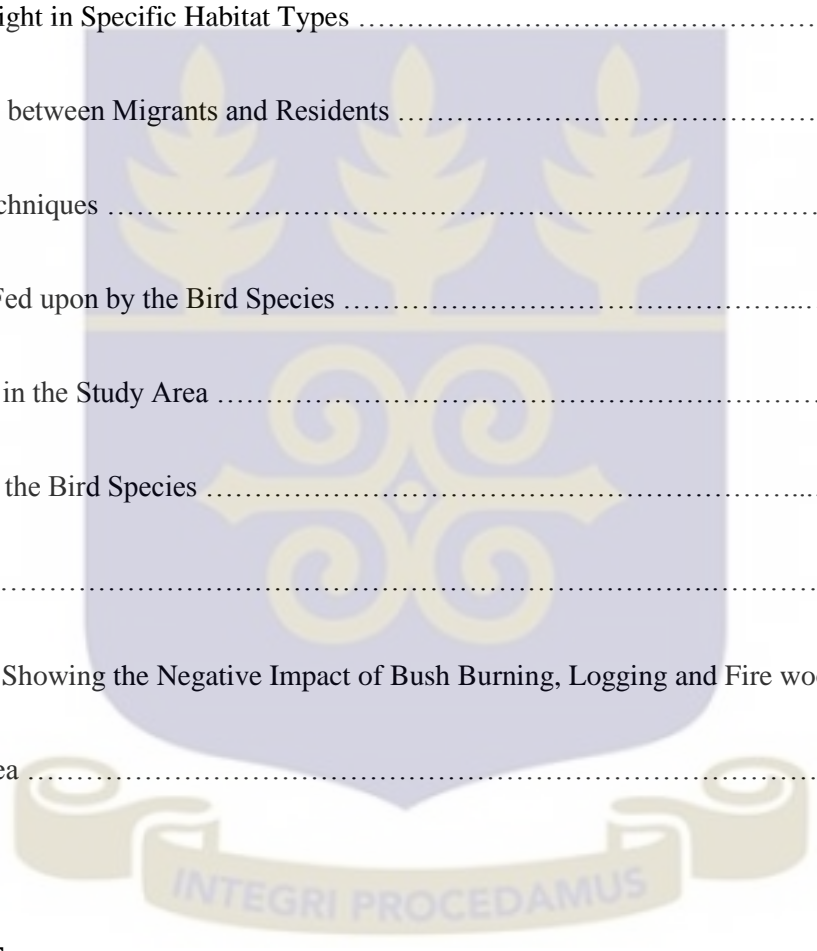 ight in Specific Habitat Types ……………………………………………….
between Migrants and Residents ……………………………………….
chniques ……………………………………………………………………….
Fed upon by the Bird Species …………………………………………...
in the Study Area ……………………………………………………….
the Bird Species ………………………………………………………...
……………………………………………………………………….
Showing the Negative Impact of Bush Burning, Logging and Fire woo
ea ……………………………………………………………………….
INTEGRI PROCEDAMUS